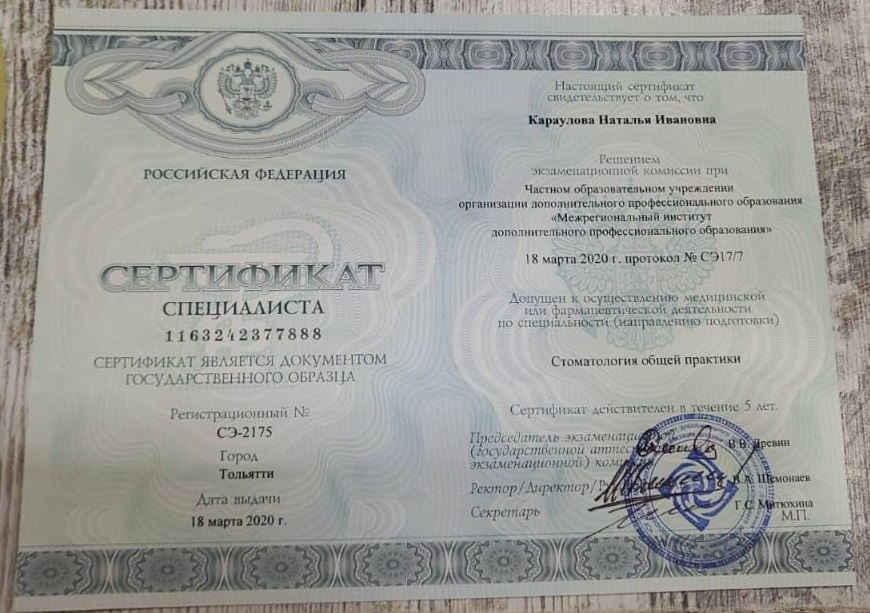 РОССИЙСКАЯ ФЕДЕРАЦИЯ
СЕРТИФИКАТ
СПЕЦИАЛИСТА
1163242377888
СЕРТИФИКАТ ЯВЛЯЕТСЯ ДОКУМЕНТОМ
ГОСУДАРСТВЕННОГО ОБРАЗЦА
Регистрационный №
СЭ-2175
Город
Тольятти
Дата выдачи
18 марта 2020 г.
Настоящий сертификат
свидетельствует о том, что
Караулова Наталья Ивановна
Решением
экзаменационной комиссии при
Частном образовательном учреждении
организации дополнительного профессионального образования
«Межрегиональный институт
дополнительного профессионального образования»
18 марта 2020 г. протокол № СЭ17/7
Допущен к осуществлению медицинской
или фармацевтической деятельности
по специальности (направлению подготовки)
Стоматология общей практики
Сертификат действителен в течение 5 лет.
Председатель
(государственной
экзаменационной)
Ректор/Директор/
В.А. Шемонаев
Секретарь
Г.С. Митюхина
М.П.